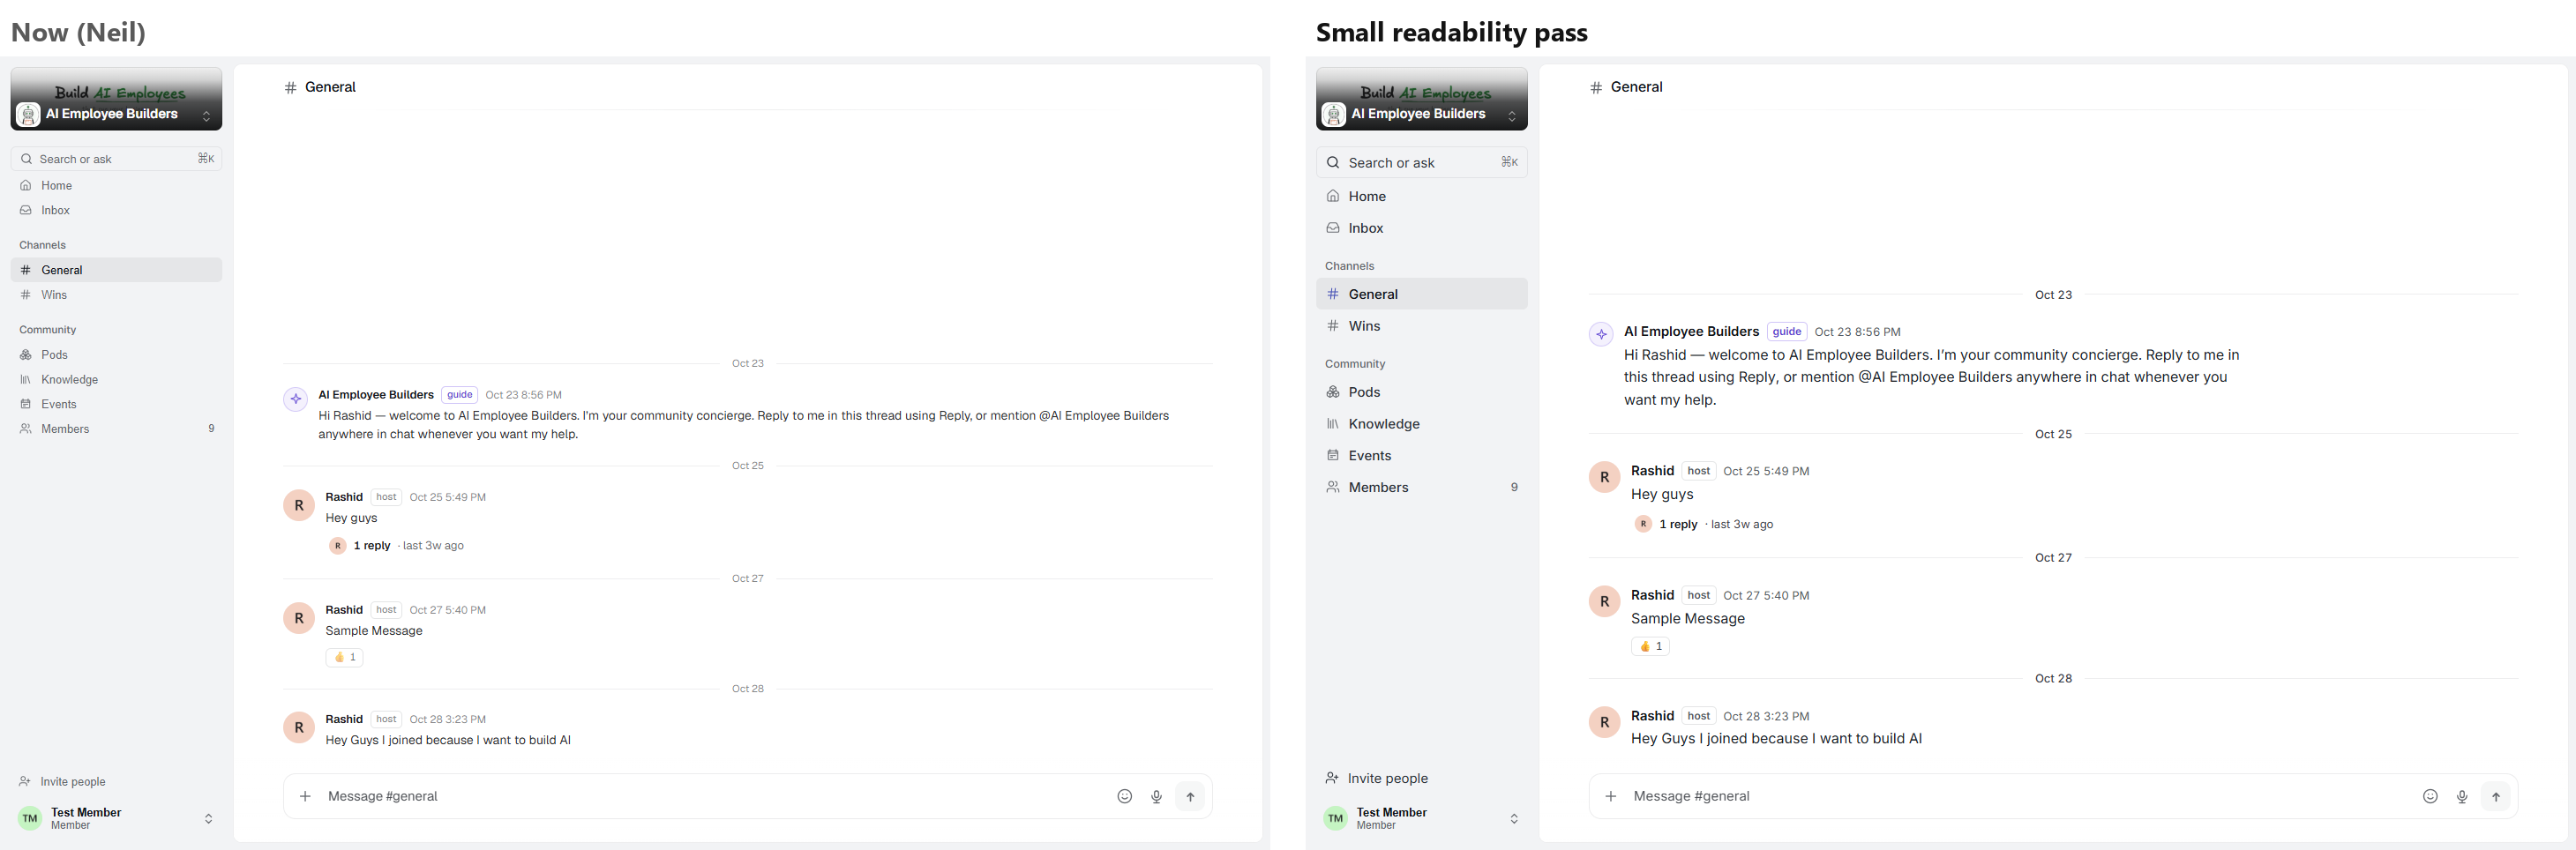 Now (Neil)
Build AI Employees
AI Employee Builders
Search or ask ⌘K
Home
Inbox
Channels
General
Wins
Community
Pods
Knowledge
Events
Members 9
Invite people
TM Test Member
Member
# General
Oct 23
AI Employee Builders guide Oct 23 8:56 PM
Hi Rashid — welcome to AI Employee Builders. I'm your community concierge. Reply to me in this thread using Reply, or mention @AI Employee Builders
anywhere in chat whenever you want my help.
Oct 25
R Rashid host Oct 25 5:49 PM
Hey guys
R 1 reply · last 3w ago
Oct 27
R Rashid host Oct 27 5:40 PM
Sample Message
👍 1
Oct 28
R Rashid host Oct 28 3:23 PM
Hey Guys I joined because I want to build AI
Message #general
Small readability pass
Build AI Employees
AI Employee Builders
Search or ask ⌘K
Home
Inbox
Channels
# General
# Wins
Community
Pods
Knowledge
Events
Members 9
Invite people
TM Test Member
Member
# General
Oct 23
AI Employee Builders guide Oct 23 8:56 PM
Hi Rashid — welcome to AI Employee Builders. I'm your community concierge. Reply to me in
this thread using Reply, or mention @AI Employee Builders anywhere in chat whenever you
want my help.
Oct 25
R Rashid host Oct 25 5:49 PM
Hey guys
R 1 reply · last 3w ago
Oct 27
R Rashid host Oct 27 5:40 PM
Sample Message
👍 1
Oct 28
R Rashid host Oct 28 3:23 PM
Hey Guys I joined because I want to build AI
Message #general